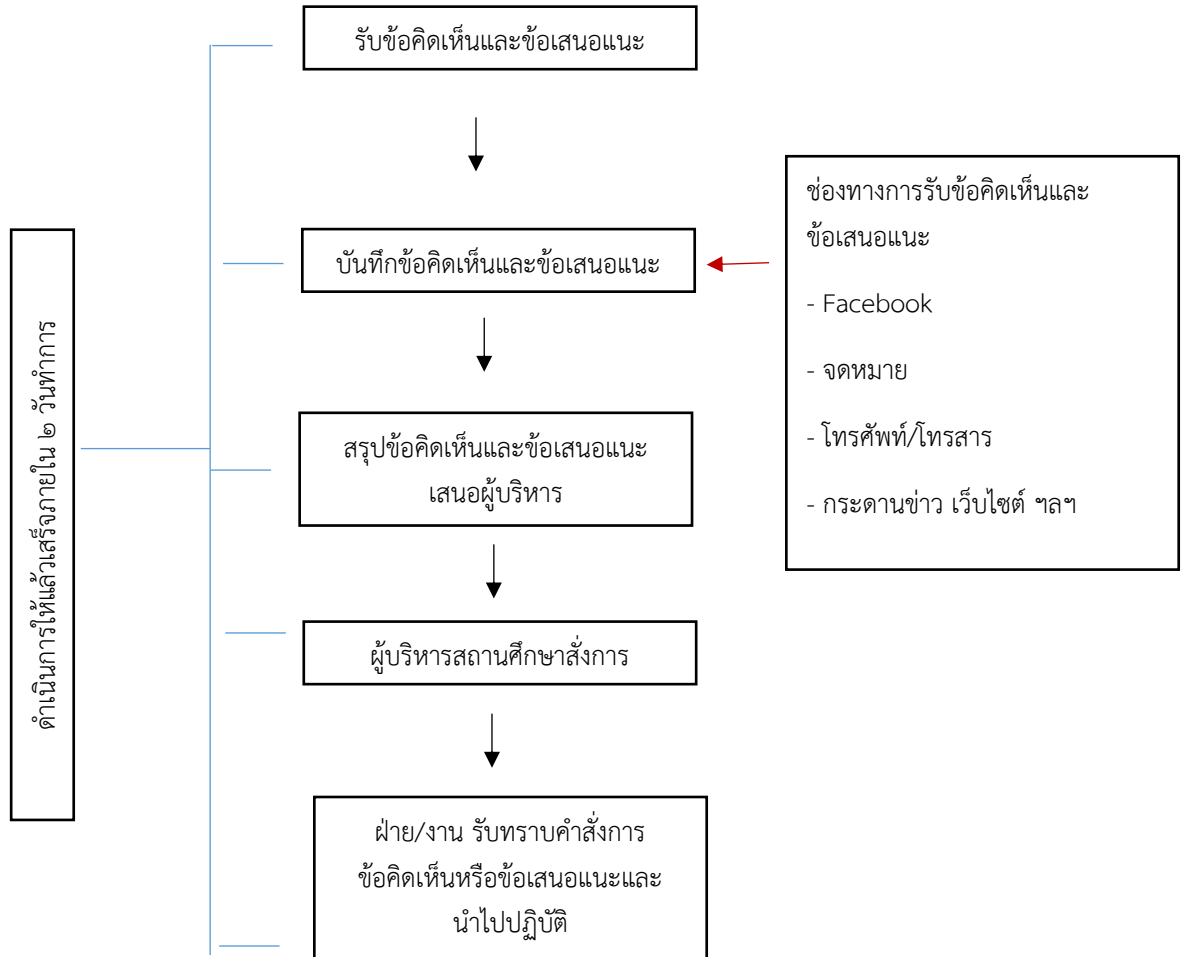 รับข้อคิดเห็นและข้อเสนอแนะ
บันทึกข้อคิดเห็นและข้อเสนอแนะ
ช่องทางการรับข้อคิดเห็นและ
ข้อเสนอแนะ
- Facebook
- จดหมาย
- โทรศัพท์/โทรสาร
- กระดานข่าว เว็บไซต์ ฯลฯ
ดำเนินการให้แล้วเสร็จภายใน ๒ วันทำการ
สรุปข้อคิดเห็นและข้อเสนอแนะ
เสนอผู้บริหาร
ผู้บริหารสถานศึกษาสั่งการ
ฝ่าย/งาน รับทราบคำสั่งการ
ข้อคิดเห็นหรือข้อเสนอแนะและ
นำไปปฏิบัติ